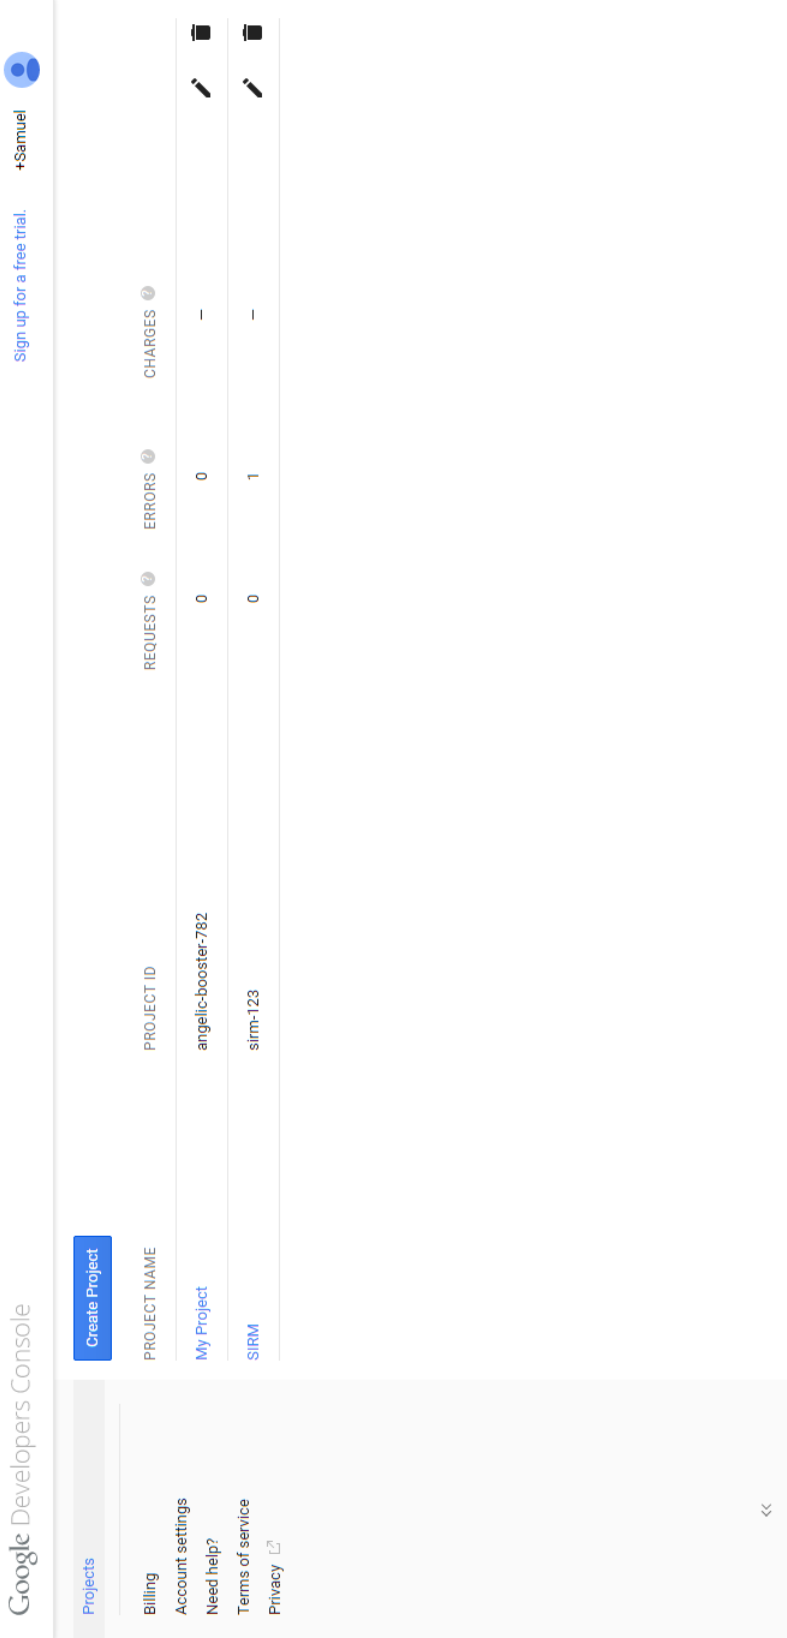 Google Developers Console
Sign up for a free trial.
+Samuel
Projects
Billing
Account settings
Need help?
Terms of service
Privacy
Create Project
PROJECT NAME PROJECT ID REQUESTS ERRORS CHARGES
My Project angelic-booster-782 0 0 –
SIRM sirm-123 0 1 –